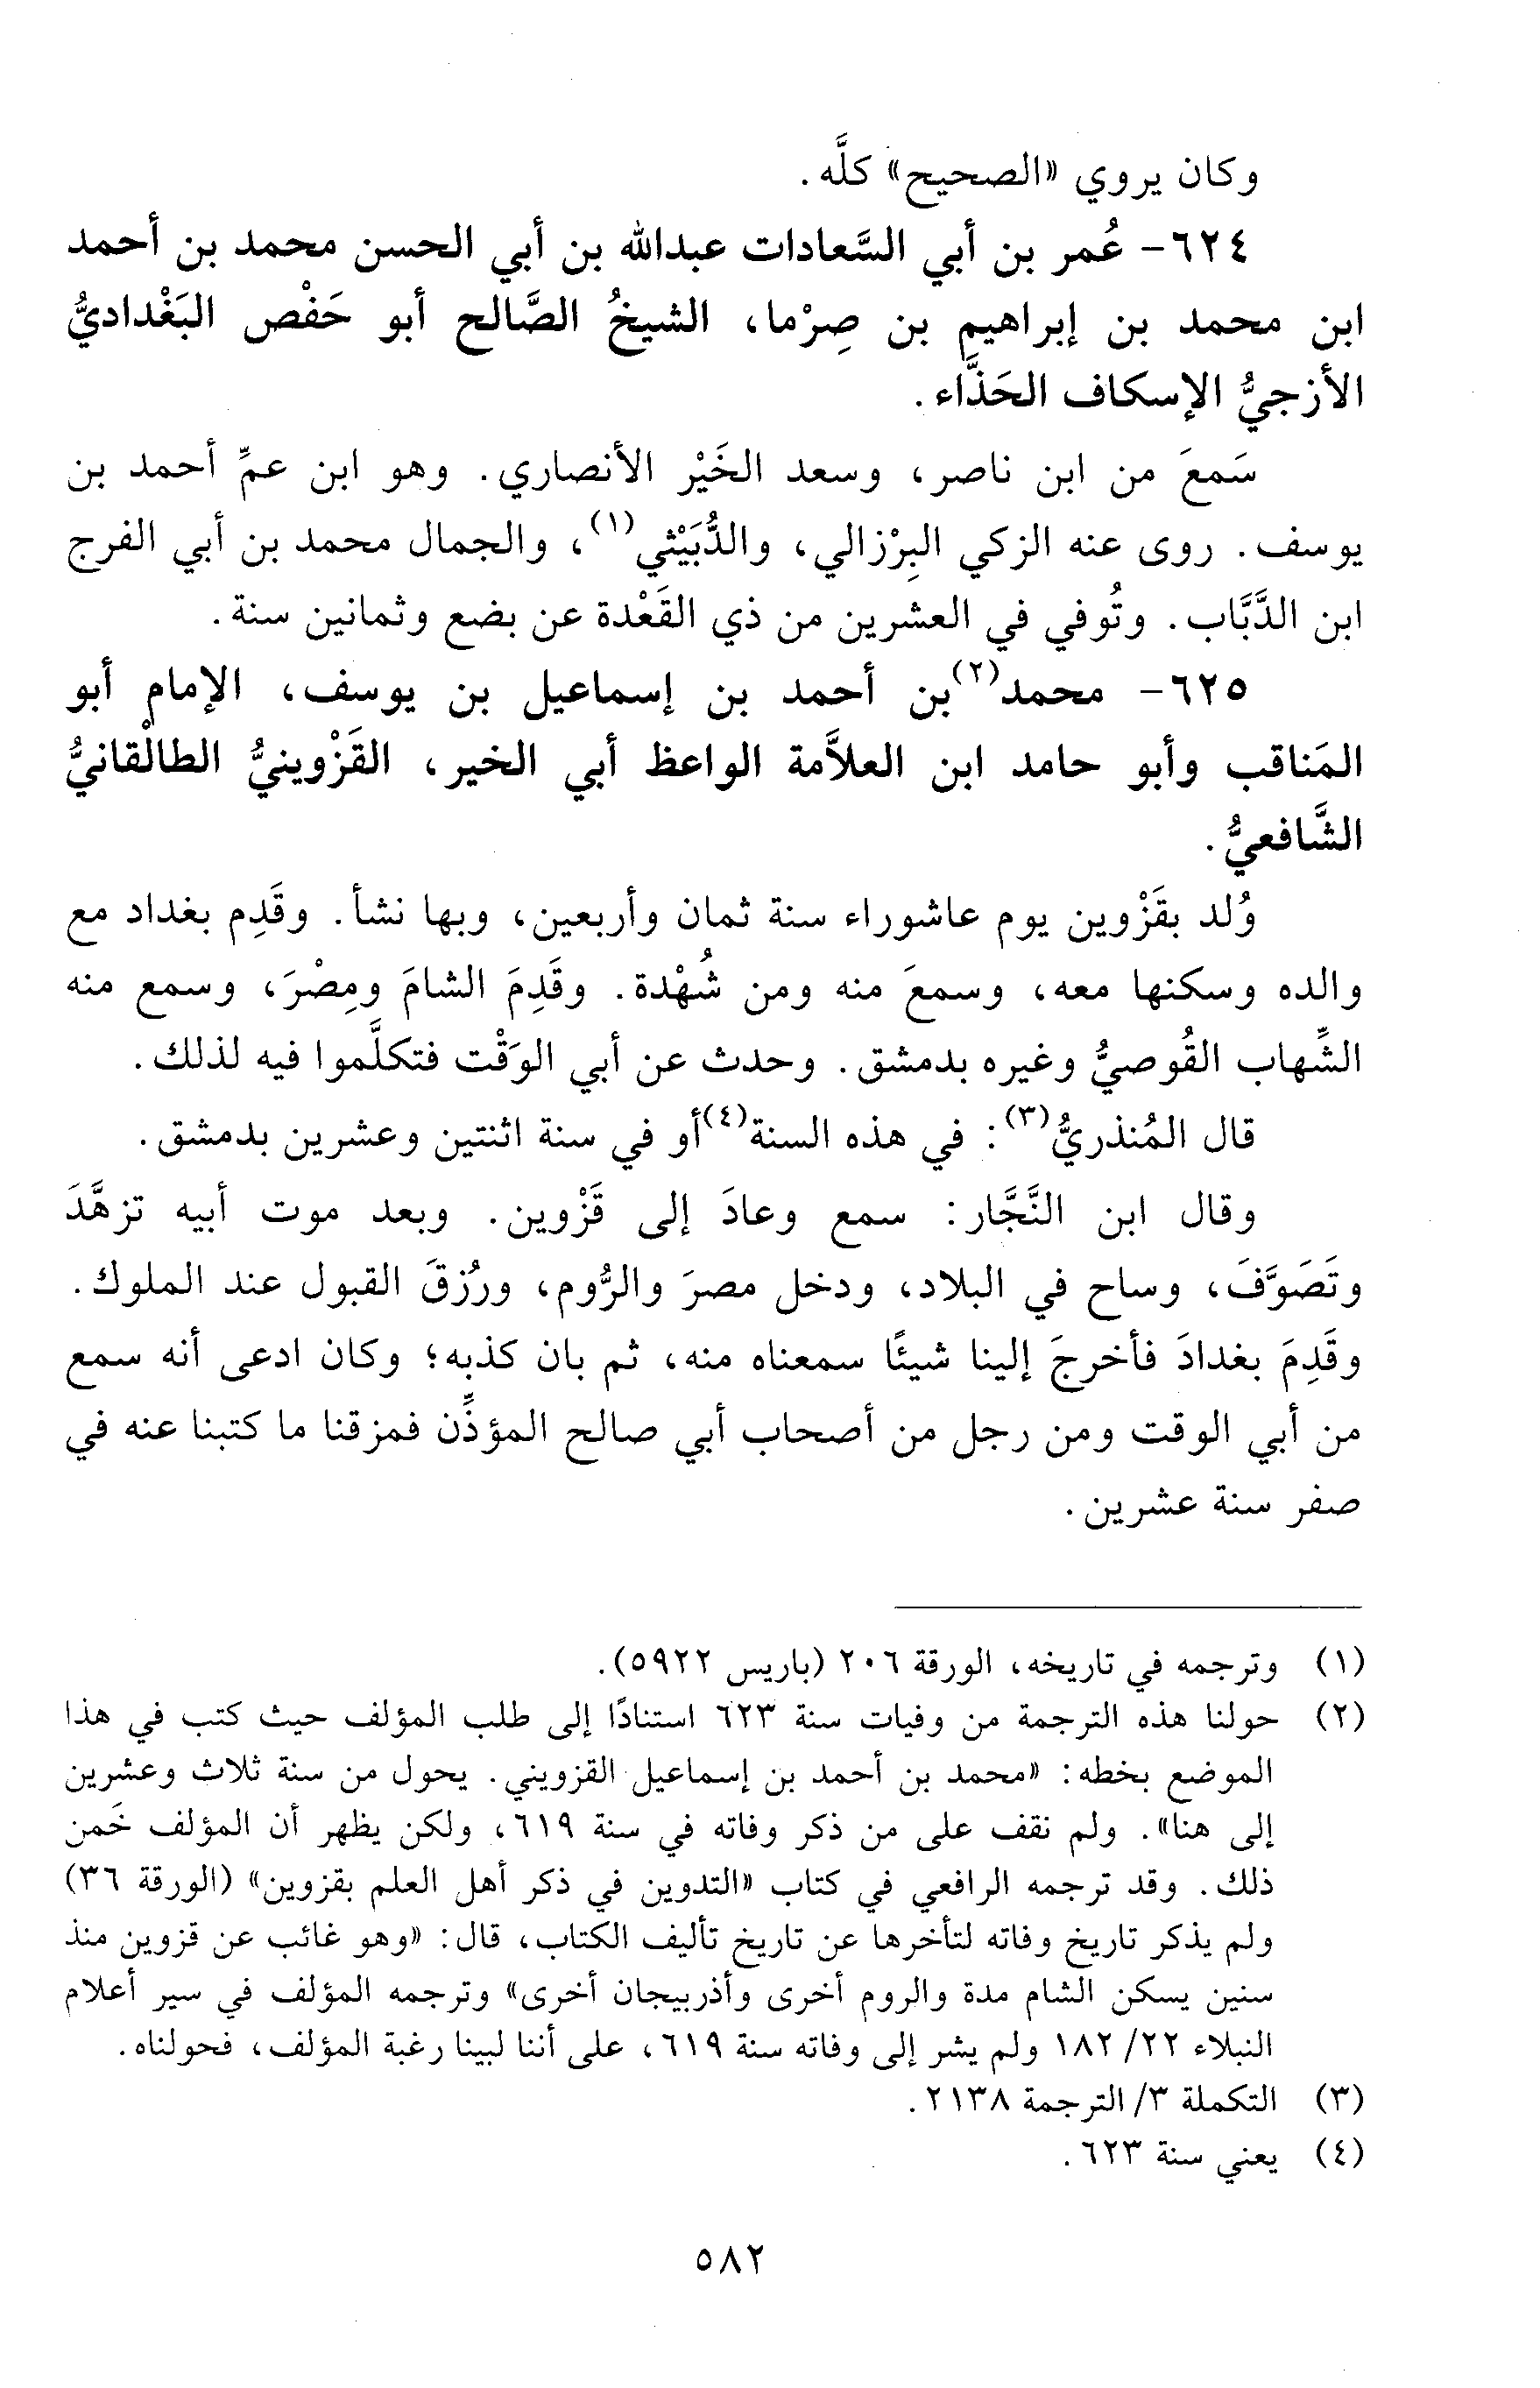 وكان يروي «الصحيح» كلَّه.
٦٢٤- عُمر بن أبي السَّعادات عبدالله بن أبي الحسن محمد بن أحمد
ابن محمد بن إبراهيم بن صِرْما، الشيخُ الصَّالح أبو حَفْص البَغْداديُّ
الأزجيُّ الإسكاف الحَذَّاء.
سَمعَ من ابن ناصر، وسعد الخَيْر الأنصاري. وهو ابن عمِّ أحمد بن
يوسف. روى عنه الزكي البِرْزالي، والدُّبَيْثي(١)، والجمال محمد بن أبي الفرج
ابن الدَّبَّاب. وتُوفي في العشرين من ذي القَعْدة عن بضع وثمانين سنة.
٦٢٥- محمد(٢)بن أحمد بن إسماعيل بن يوسف، الإمام أبو
المَناقب وأبو حامد ابن العلاَّمة الواعظ أبي الخير، القَزْوينيُّ الطالْقانيُّ
الشَّافعيُّ.
وُلد بقَزْوين يوم عاشوراء سنة ثمان وأربعين، وبها نشأ. وقَدِم بغداد مع
والده وسكنها معه، وسمعَ منه ومن شُهْدة. وقَدِمَ الشامَ ومِصْرَ، وسمع منه
الشِّهاب القُوصيُّ وغيره بدمشق. وحدث عن أبي الوَقْت فتكلَّموا فيه لذلك.
قال المُنذريُّ(٣): في هذه السنة(٤)أو في سنة اثنتين وعشرين بدمشق.
وقال ابن النَّجَّار: سمع وعادَ إلى قَزْوين. وبعد موت أبيه تزهَّدَ
وتَصَوَّفَ، وساح في البلاد، ودخل مصرَ والرُّوم، ورُزقَ القبول عند الملوك.
وقَدِمَ بغدادَ فأخرجَ إلينا شيئًا سمعناه منه، ثم بان كذبه؛ وكان ادعى أنه سمع
من أبي الوقت ومن رجل من أصحاب أبي صالح المؤذِّن فمزقنا ما كتبنا عنه في
صفر سنة عشرين.
(١) وترجمه في تاريخه، الورقة ٢٠٦ (باريس ٥٩٢٢).
(٢) حولنا هذه الترجمة من وفيات سنة ٦٢٣ استنادًا إلى طلب المؤلف حيث كتب في هذا
الموضع بخطه: «محمد بن أحمد بن إسماعيل القزويني. يحول من سنة ثلاث وعشرين
إلى هنا». ولم نقف على من ذكر وفاته في سنة ٦١٩، ولكن يظهر أن المؤلف خَمن
ذلك. وقد ترجمه الرافعي في كتاب «التدوين في ذكر أهل العلم بقزوين» (الورقة ٣٦)
ولم يذكر تاريخ وفاته لتأخرها عن تاريخ تأليف الكتاب، قال: «وهو غائب عن قزوين منذ
سنين يسكن الشام مدة والروم أخرى وأذربيجان أخرى» وترجمه المؤلف في سير أعلام
النبلاء ٢٢/ ١٨٢ ولم يشر إلى وفاته سنة ٦١٩، على أننا لبينا رغبة المؤلف، فحولناه.
(٣) التكملة ٣/ الترجمة ٢١٣٨.
(٤) يعني سنة ٦٢٣.
٥٨٢